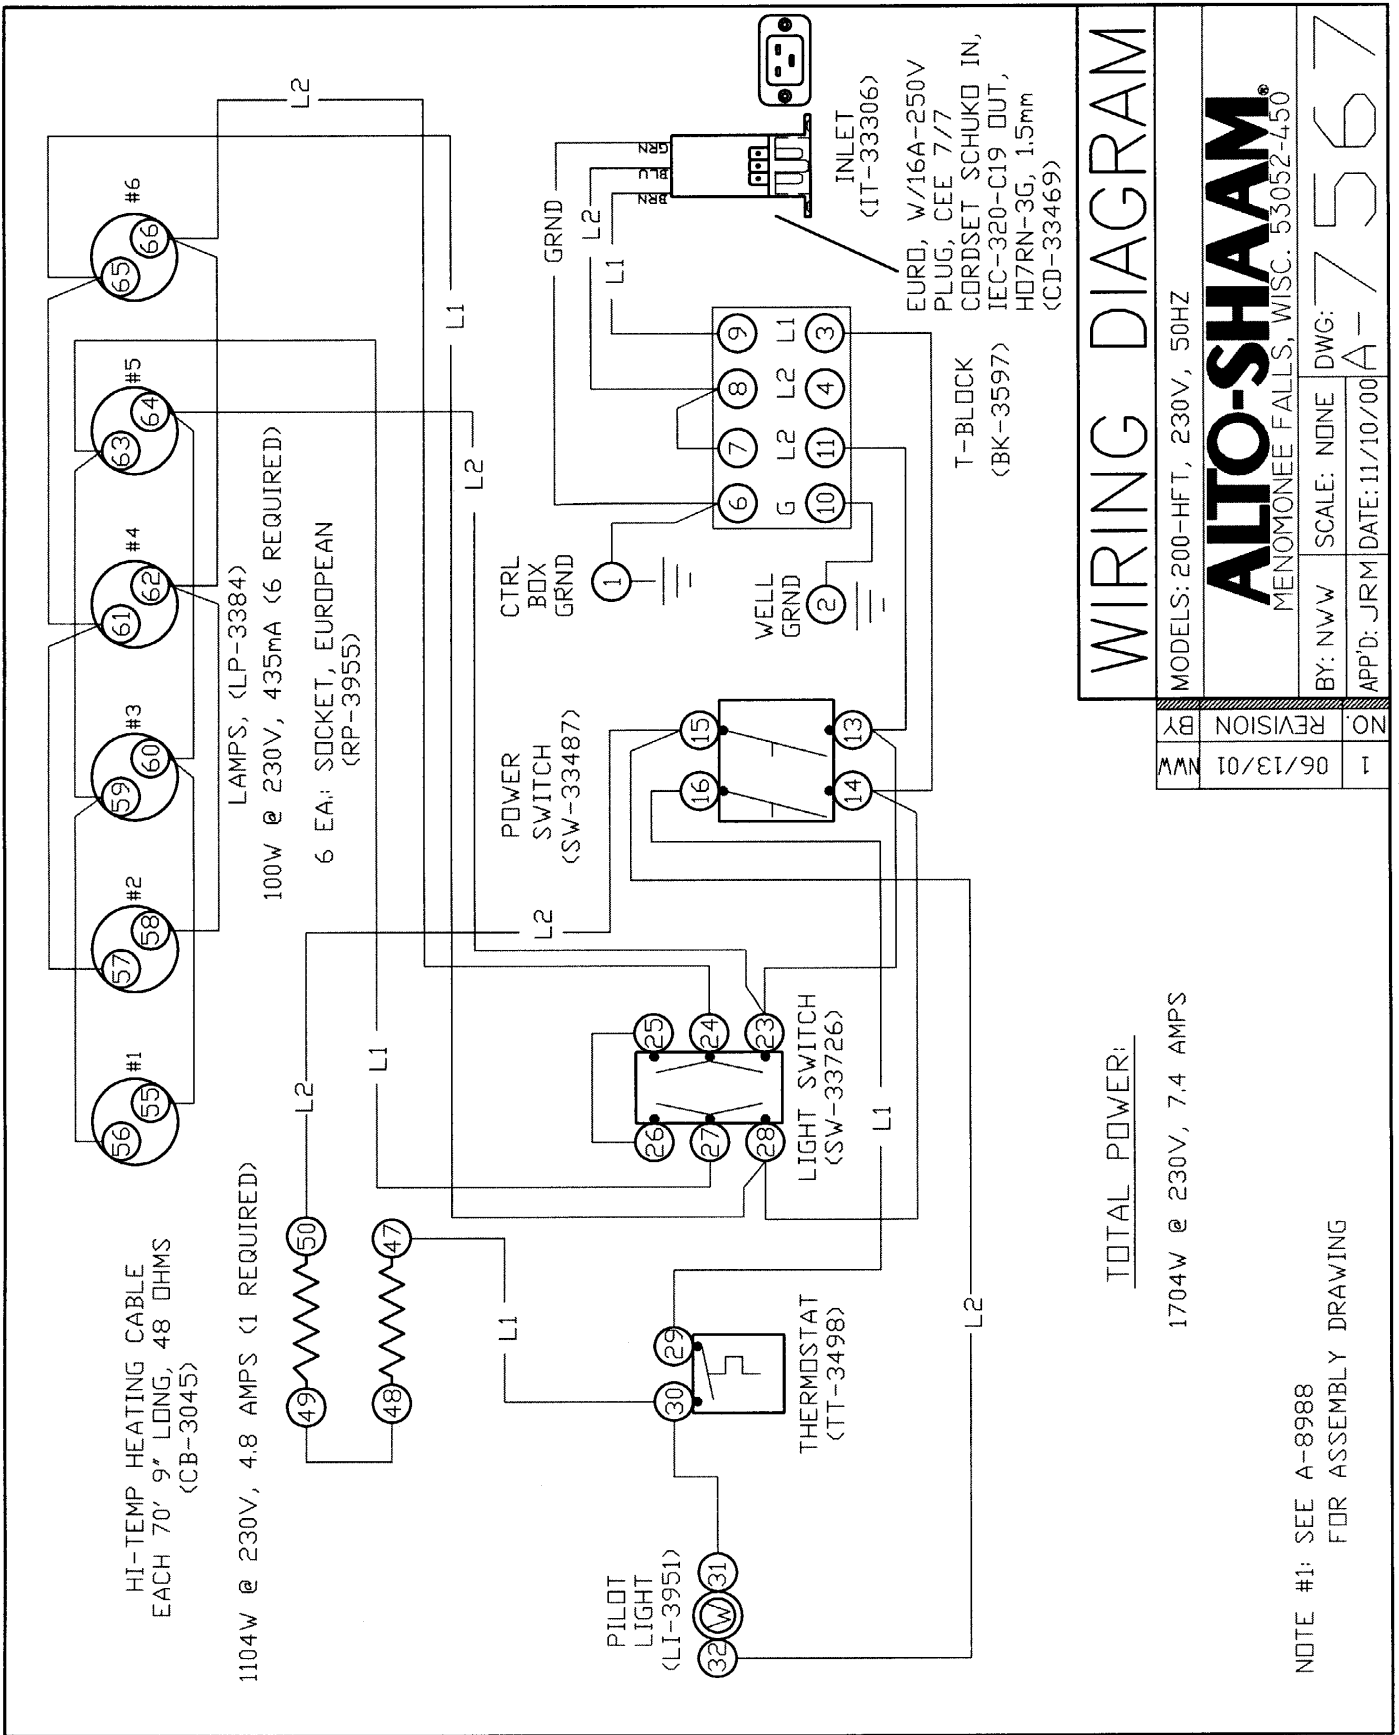 HI-TEMP HEATING CABLE
EACH 70' 9" LONG, 48 OHMS
(CB-3045)
1104W @ 230V, 4.8 AMPS (1 REQUIRED)
49
50
48
47
L2
L1
56
55
#1
57
58
#2
59
60
#3
61
62
#4
63
64
#5
65
66
#6
LAMPS, (LP-3384)
100W @ 230V, 435mA (6 REQUIRED)
6 EA.: SOCKET, EUROPEAN
(RP-3955)
L1
L2
L1
L2
L2
PILOT
LIGHT
(LI-3951)
32
W
31
30
29
THERMOSTAT
(TT-3498)
26
25
27
24
28
23
LIGHT SWITCH
(SW-33726)
L1
L2
POWER
SWITCH
(SW-33487)
16
15
14
13
CTRL
BOX
GRND
1
WELL
GRND
2
6
7
8
9
G
L2
L2
L1
10
11
4
3
T-BLOCK
(BK-3597)
GRND
L2
L1
BRN
BLU
GRN
INLET
(IT-33306)
EURO, W/16A-250V
PLUG, CEE 7/7
CORDSET SCHUKO IN,
IEC-320-C19 OUT,
HO7RN-3G, 1.5mm
(CD-33469)
TOTAL POWER:
1704W @ 230V, 7.4 AMPS
NOTE #1: SEE A-8988
FOR ASSEMBLY DRAWING
WIRING DIAGRAM
MODELS: 200-HFT, 230V, 50HZ
ALTO-SHAAM®
MENOMONEE FALLS, WISC. 53052-450
BY: NWW
SCALE: NONE
DWG:
A-7567
APP'D: JRM
DATE: 11/10/00
NO.
REVISION
BY
1
06/13/01
NWW